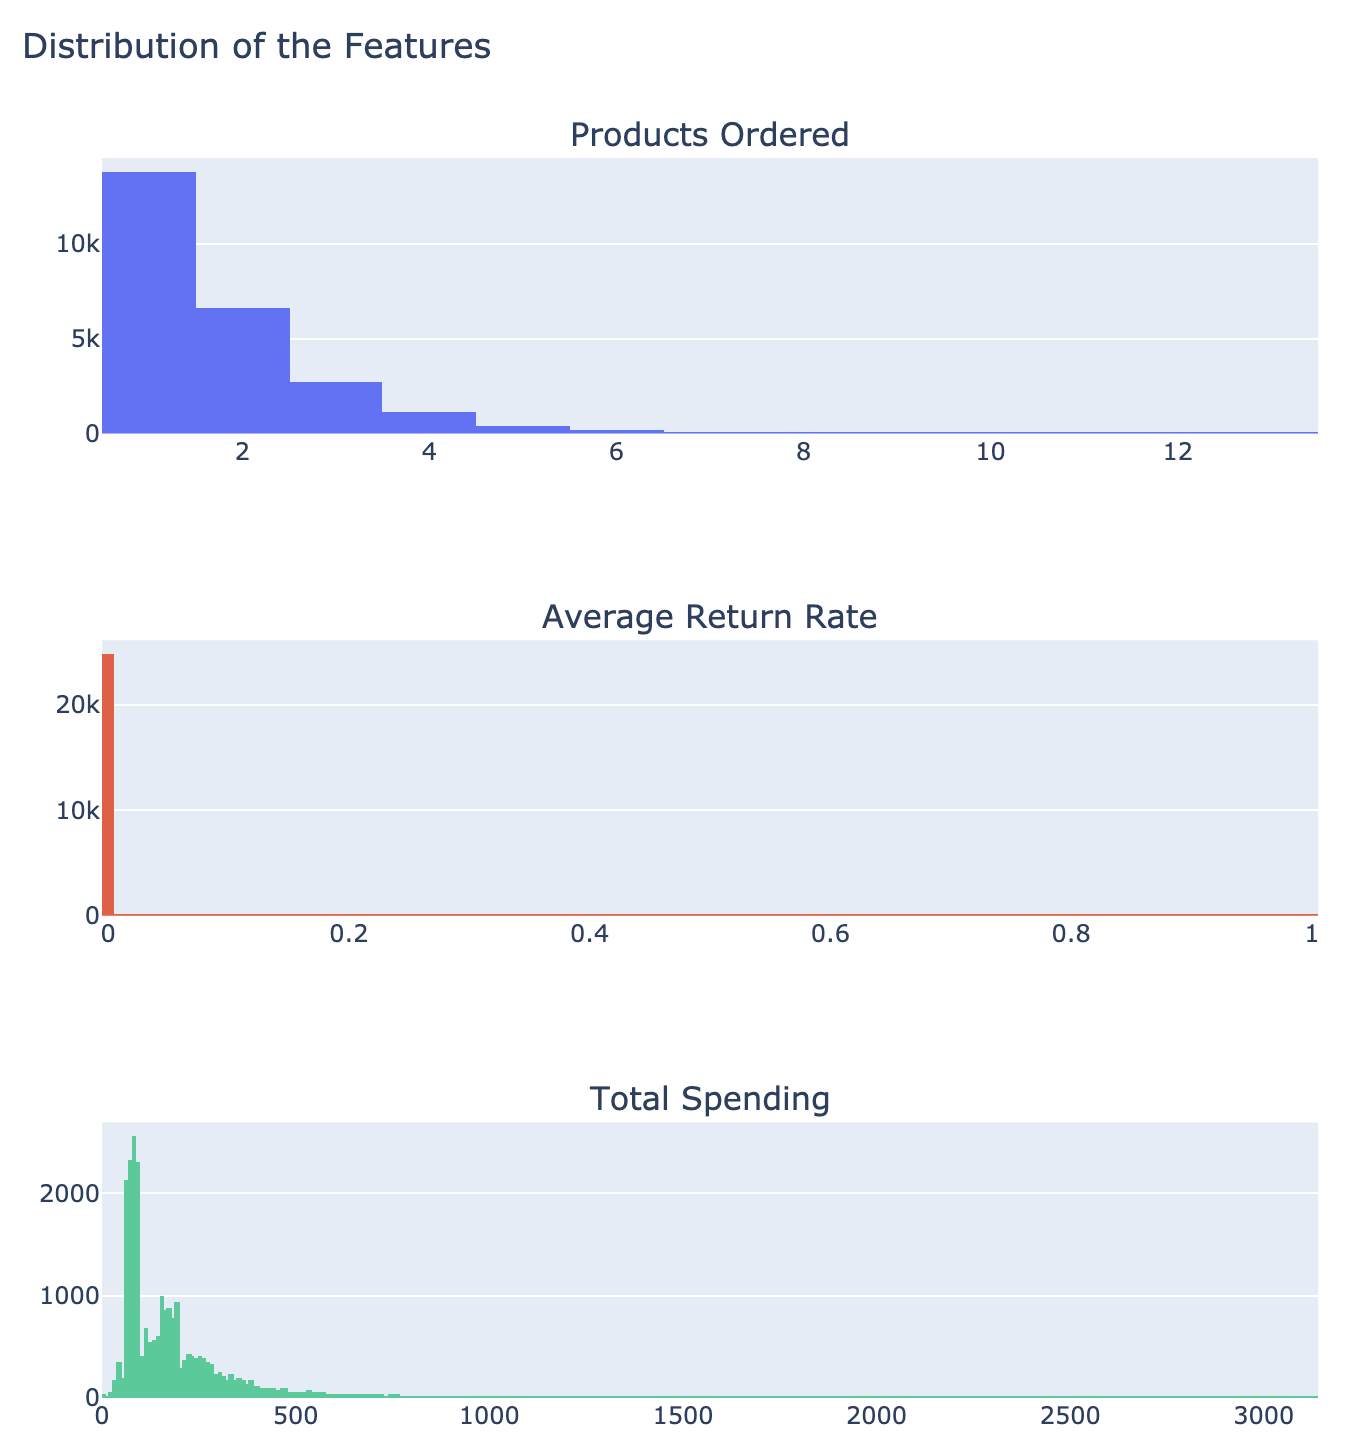 Distribution of the Features
Products Ordered
10k
5k
0
2 4 6 8 10 12
Average Return Rate
20k
10k
0
0 0.2 0.4 0.6 0.8 1
Total Spending
2000
1000
0
0 500 1000 1500 2000 2500 3000